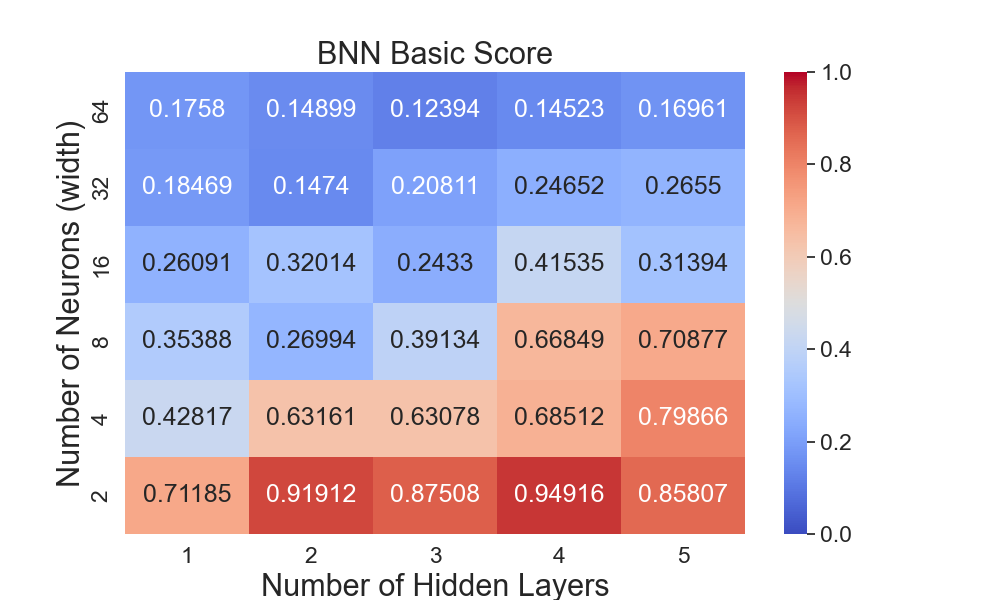 BNN Basic Score
Number of Neurons (width)
64 0.1758 0.14899 0.12394 0.14523 0.16961
32 0.18469 0.1474 0.20811 0.24652 0.2655
16 0.26091 0.32014 0.2433 0.41535 0.31394
8 0.35388 0.26994 0.39134 0.66849 0.70877
4 0.42817 0.63161 0.63078 0.68512 0.79866
2 0.71185 0.91912 0.87508 0.94916 0.85807
1 2 3 4 5
Number of Hidden Layers
1.0
0.8
0.6
0.4
0.2
0.0